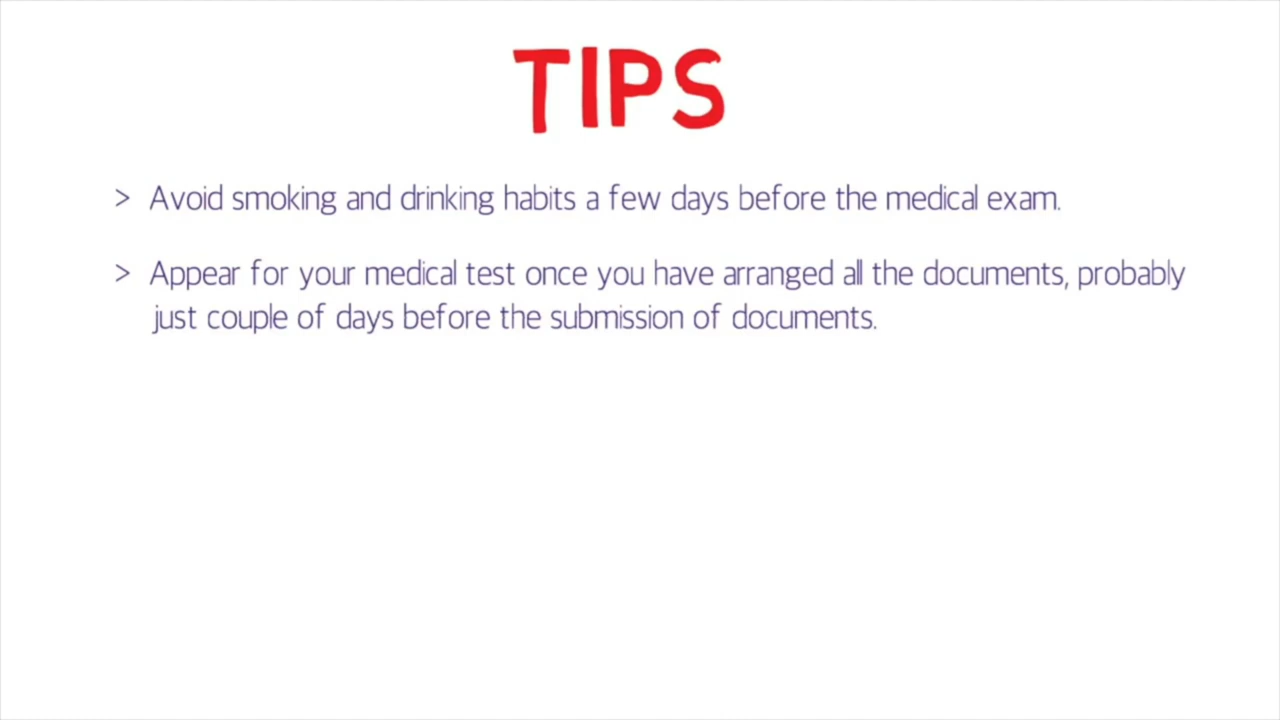 TIPS
> Avoid smoking and drinking habits a few days before the medical exam.
> Appear for your medical test once you have arranged all the documents, probably
just couple of days before the submission of documents.